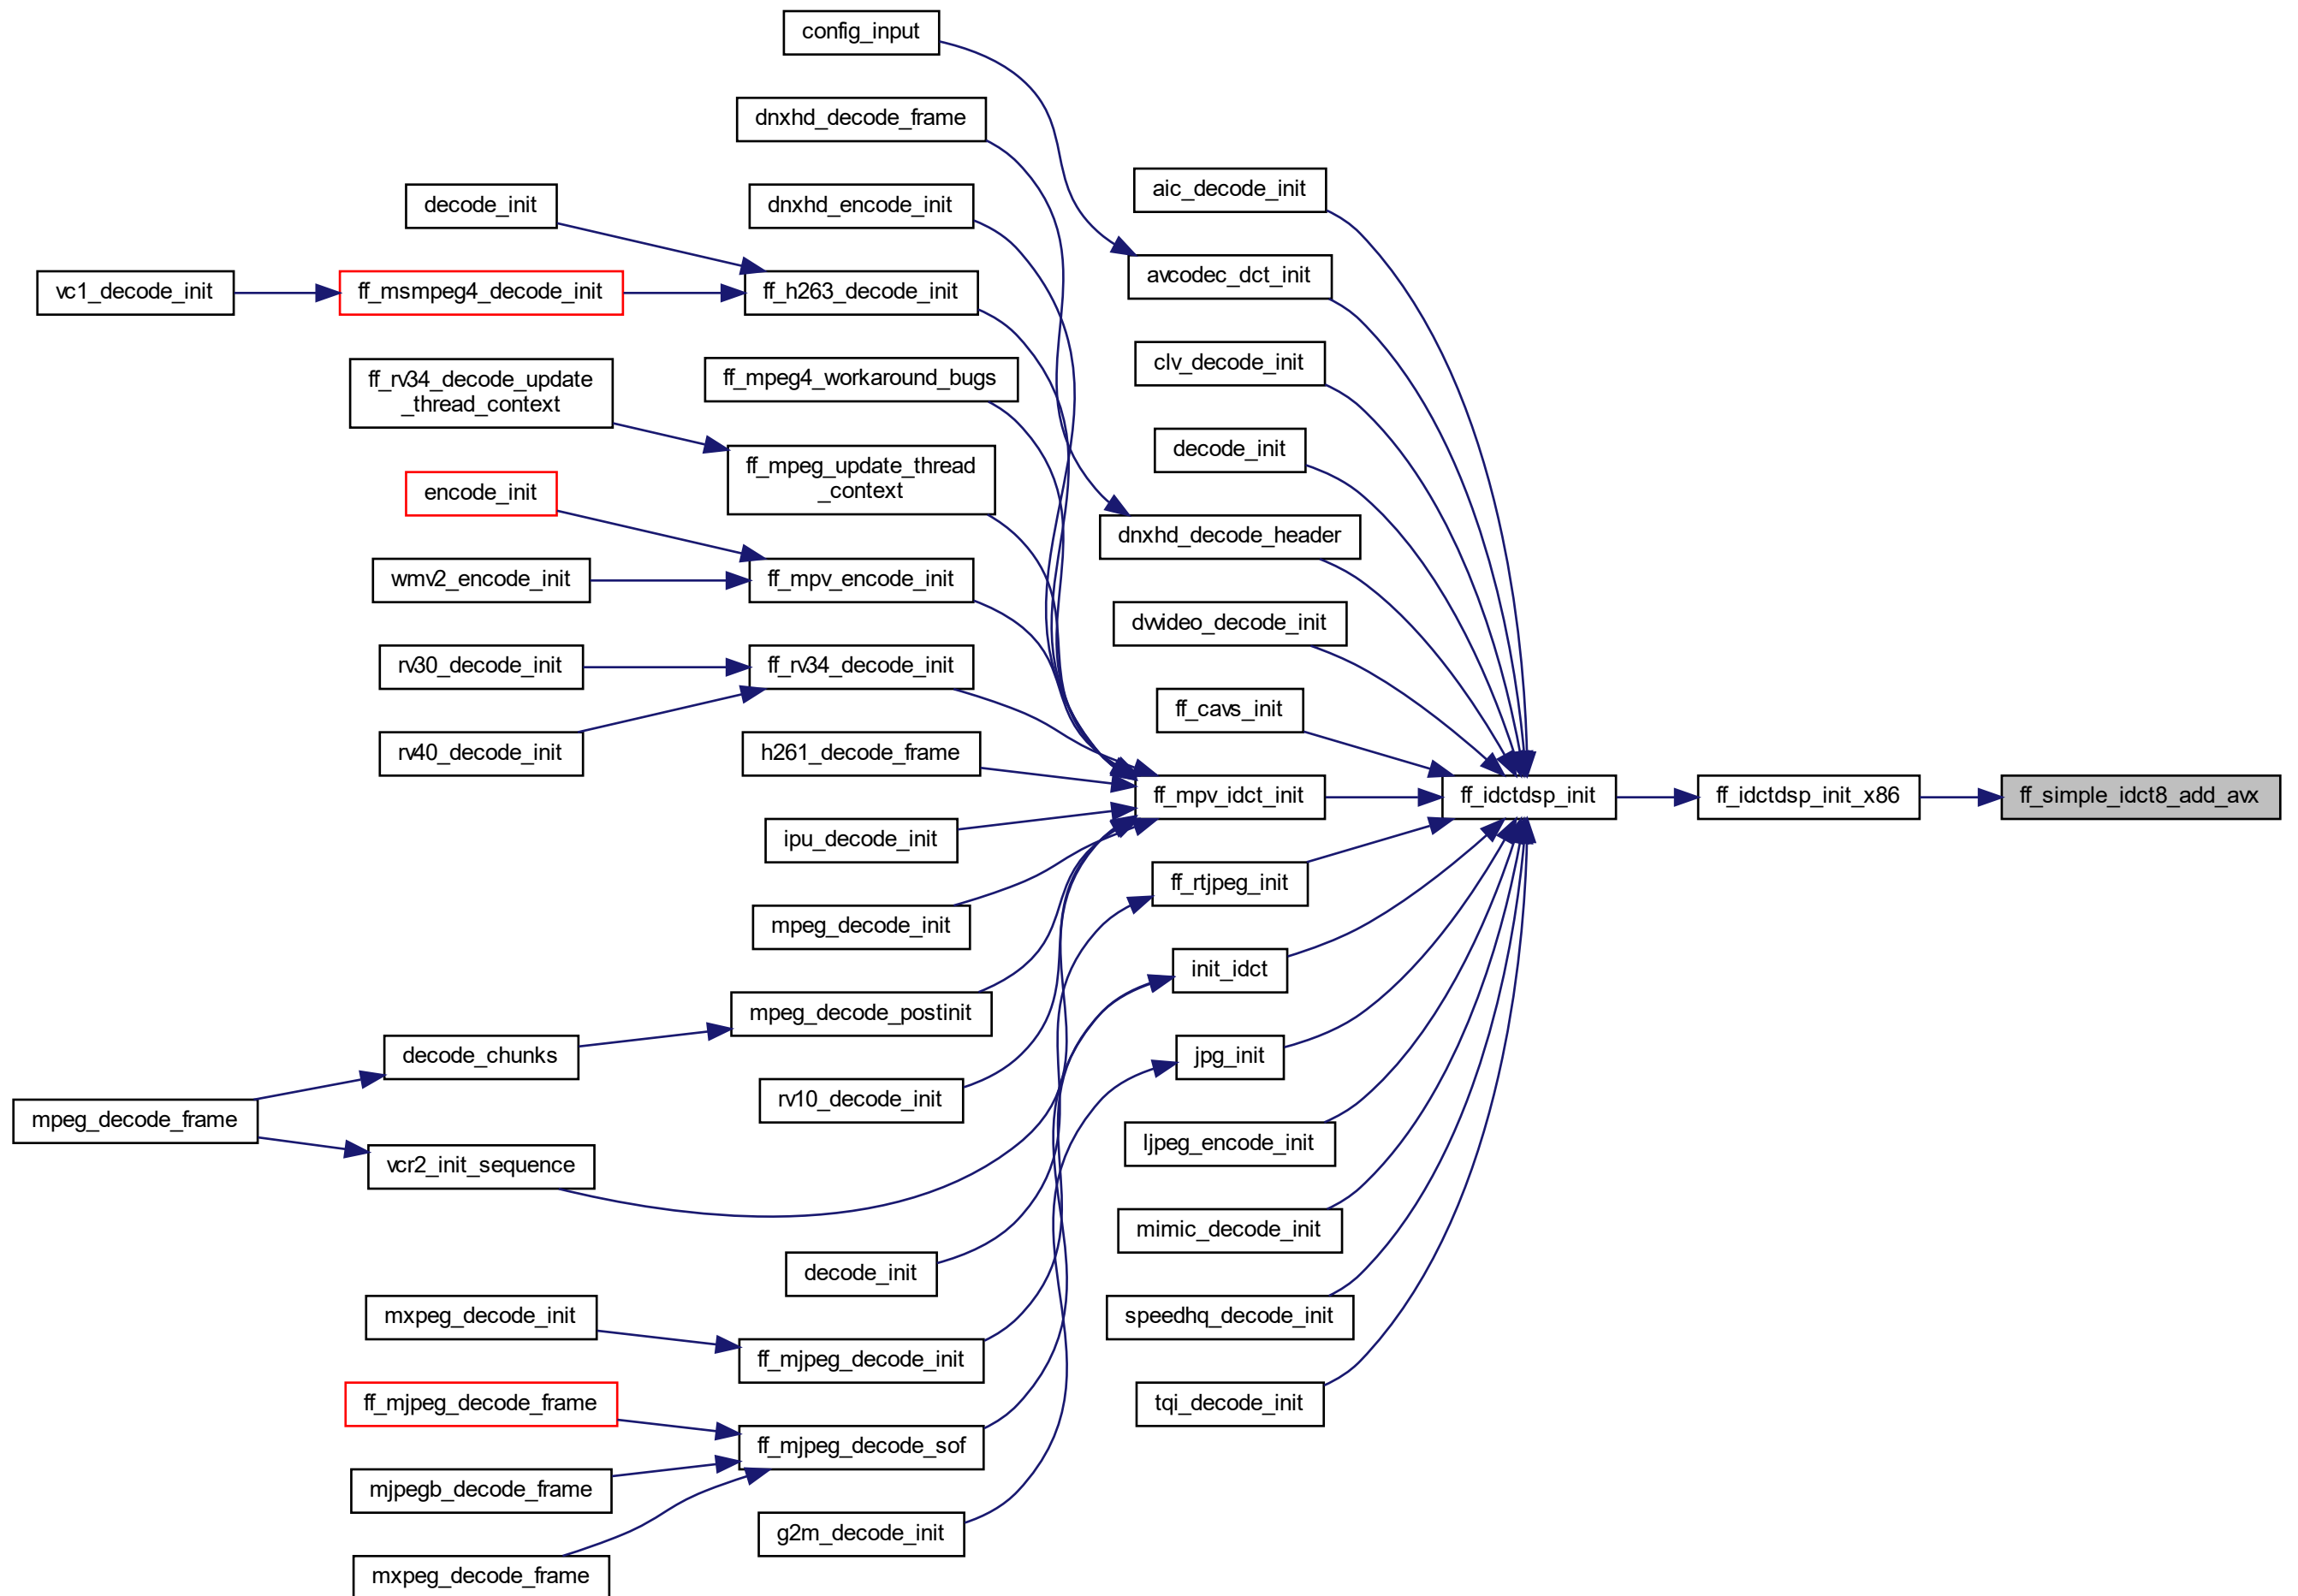 config_input
dnxhd_decode_frame
aic_decode_init
decode_init
dnxhd_encode_init
avcodec_dct_init
vc1_decode_init
ff_msmpeg4_decode_init
ff_h263_decode_init
clv_decode_init
ff_rv34_decode_update
_thread_context
ff_mpeg4_workaround_bugs
decode_init
ff_mpeg_update_thread
_context
encode_init
dnxhd_decode_header
wmv2_encode_init
ff_mpv_encode_init
dvvideo_decode_init
rv30_decode_init
ff_rv34_decode_init
ff_cavs_init
rv40_decode_init
h261_decode_frame
ff_mpv_idct_init
ff_idctdsp_init
ff_idctdsp_init_x86
ff_simple_idct8_add_avx
ipu_decode_init
ff_rtjpeg_init
mpeg_decode_init
init_idct
mpeg_decode_postinit
decode_chunks
jpg_init
mpeg_decode_frame
rv10_decode_init
ljpeg_encode_init
vcr2_init_sequence
mimic_decode_init
decode_init
mxpeg_decode_init
speedhq_decode_init
ff_mjpeg_decode_init
ff_mjpeg_decode_frame
tqi_decode_init
ff_mjpeg_decode_sof
mjpegb_decode_frame
g2m_decode_init
mxpeg_decode_frame